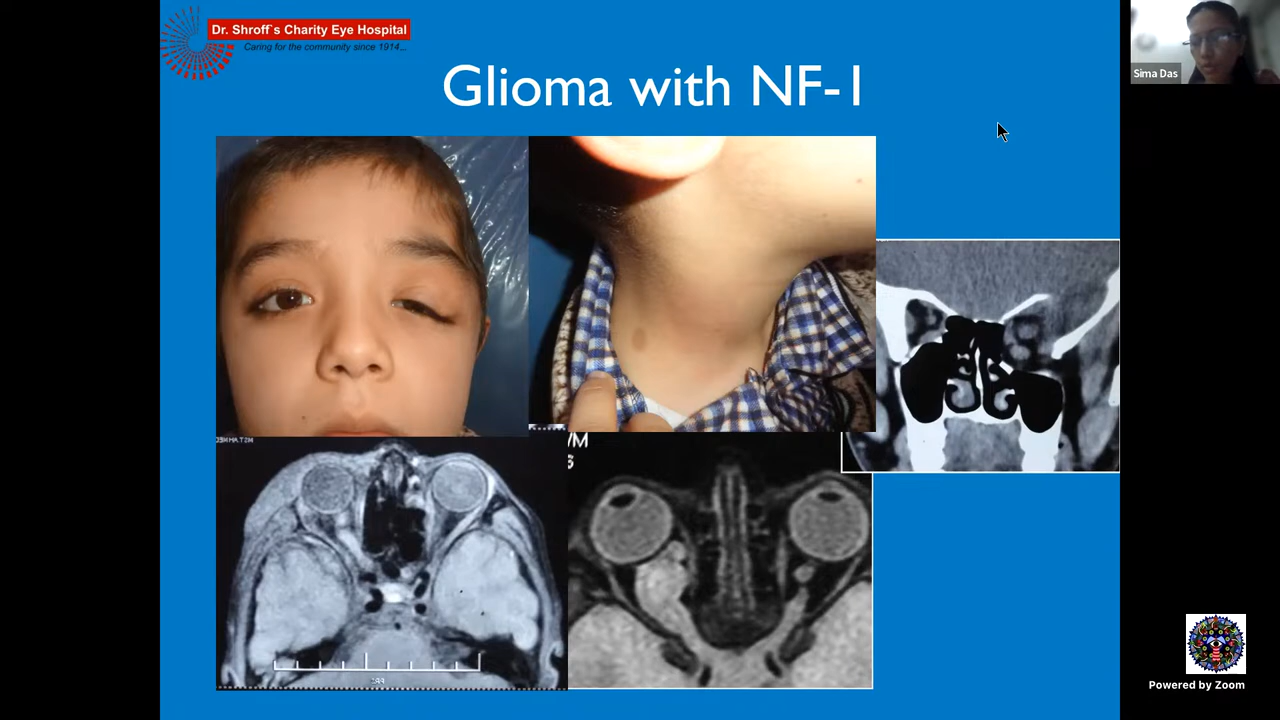 Dr. Shroff`s Charity Eye Hospital
Caring for the community since 1914...
Glioma with NF-1
Sima Das
Powered by Zoom